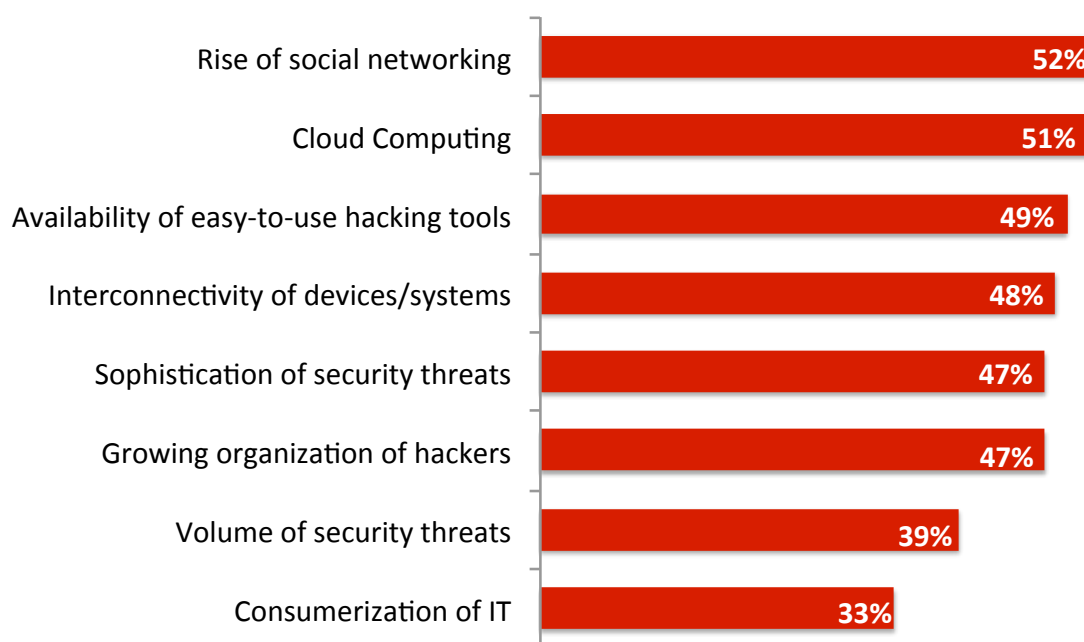 Rise of social networking 52%
Cloud Computing 51%
Availability of easy-to-use hacking tools 49%
Interconnectivity of devices/systems 48%
Sophistication of security threats 47%
Growing organization of hackers 47%
Volume of security threats 39%
Consumerization of IT 33%